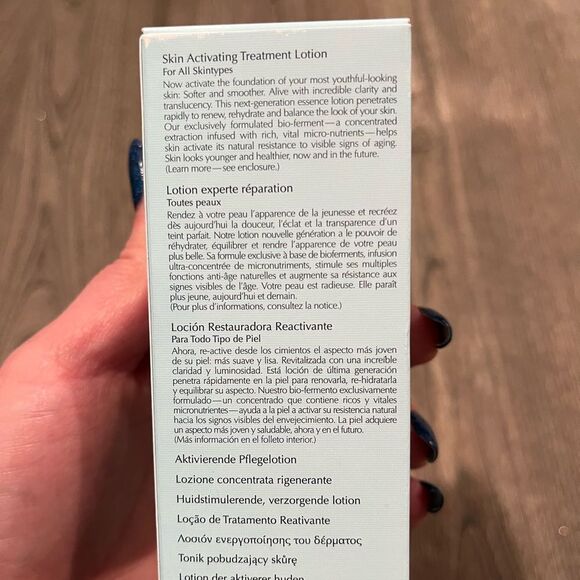 Skin Activating Treatment Lotion
For All Skintypes
Now activate the foundation of your most youthful-looking
skin: Softer and smoother. Alive with incredible clarity and
translucency. This next-generation essence lotion penetrates
rapidly to renew, rehydrate and balance the look of your skin.
Our exclusively formulated bio-ferment—a concentrated
extraction infused with rich, vital micro-nutrients—helps
skin activate its natural resistance to visible signs of aging.
Skin looks younger and healthier, now and in the future.
(Learn more—see enclosure.)
Lotion experte réparation
Toutes peaux
Rendez à votre peau l'apparence de la jeunesse et recréez
dès aujourd'hui la douceur, l'éclat et la transparence d'un
teint parfait. Notre lotion nouvelle génération a le pouvoir de
réhydrater, équilibrer et rendre l'apparence de votre peau
plus belle. Sa formule exclusive à base de bioferments, infusion
ultra-concentrée de micronutriments, stimule ses multiples
fonctions anti-âge naturelles et augmente sa résistance aux
signes visibles de l'âge. Votre peau est radieuse. Elle paraît
plus jeune, aujourd'hui et demain.
(Pour plus d'informations, consultez la notice.)
Loción Restauradora Reactivante
Para Todo Tipo de Piel
Ahora, re-active desde los cimientos el aspecto más joven
de su piel: más suave y lisa. Revitalizada con una increíble
claridad y luminosidad. Está loción de última generación
penetra rápidamente en la piel para renovarla, re-hidratarla
y equilibrar su aspecto. Nuestro bio-fermento exclusivamente
formulado—un concentrado que contiene ricos y vitales
micronutrientes—ayuda a la piel a activar su resistencia natural
hacia los signos visibles del envejecimiento. La piel adquiere
un aspecto más joven y saludable, ahora y en el futuro.
(Más información en el folleto interior.)
Aktivierende Pflegelotion
Lozione concentrata rigenerante
Huidstimulerende, verzorgende lotion
Loção de Tratamento Reativante
Λοσιόν ενεργοποίησης του δέρματος
Tonik pobudzający skórę
Lotion der aktiverer huden